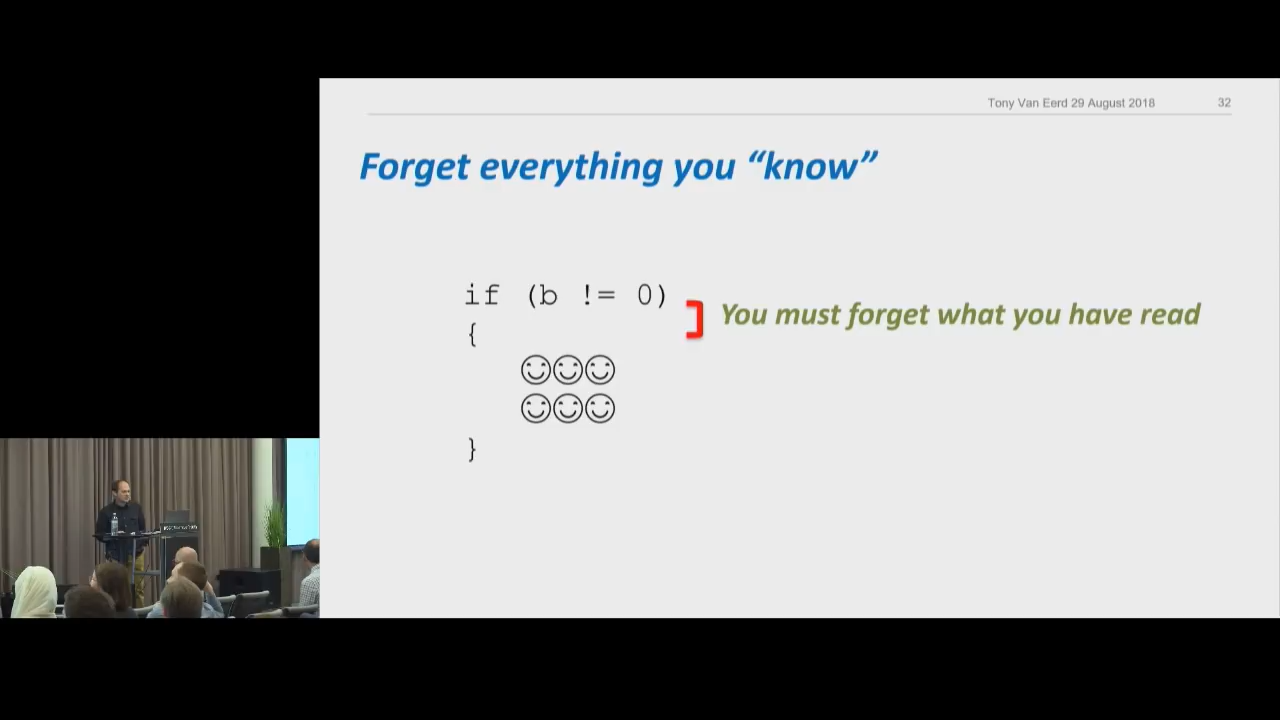 Tony Van Eerd 29 August 2018 32
Forget everything you “know”
if (b != 0)
{
☺☺☺
☺☺☺
}
You must forget what you have read